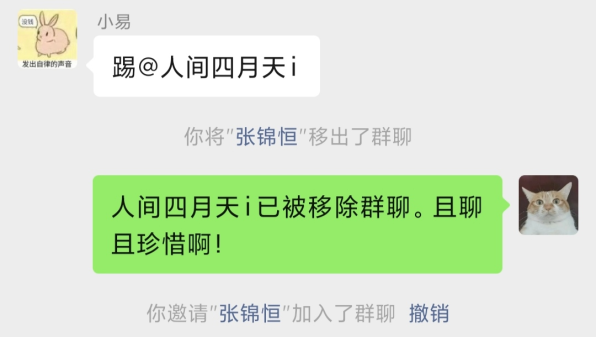 小易
没钱
发出自律的声音
踢@人间四月天i
你将"张锦恒"移出了群聊
人间四月天i已被移除群聊。且聊
且珍惜啊!
你邀请"张锦恒"加入了群聊 撤销